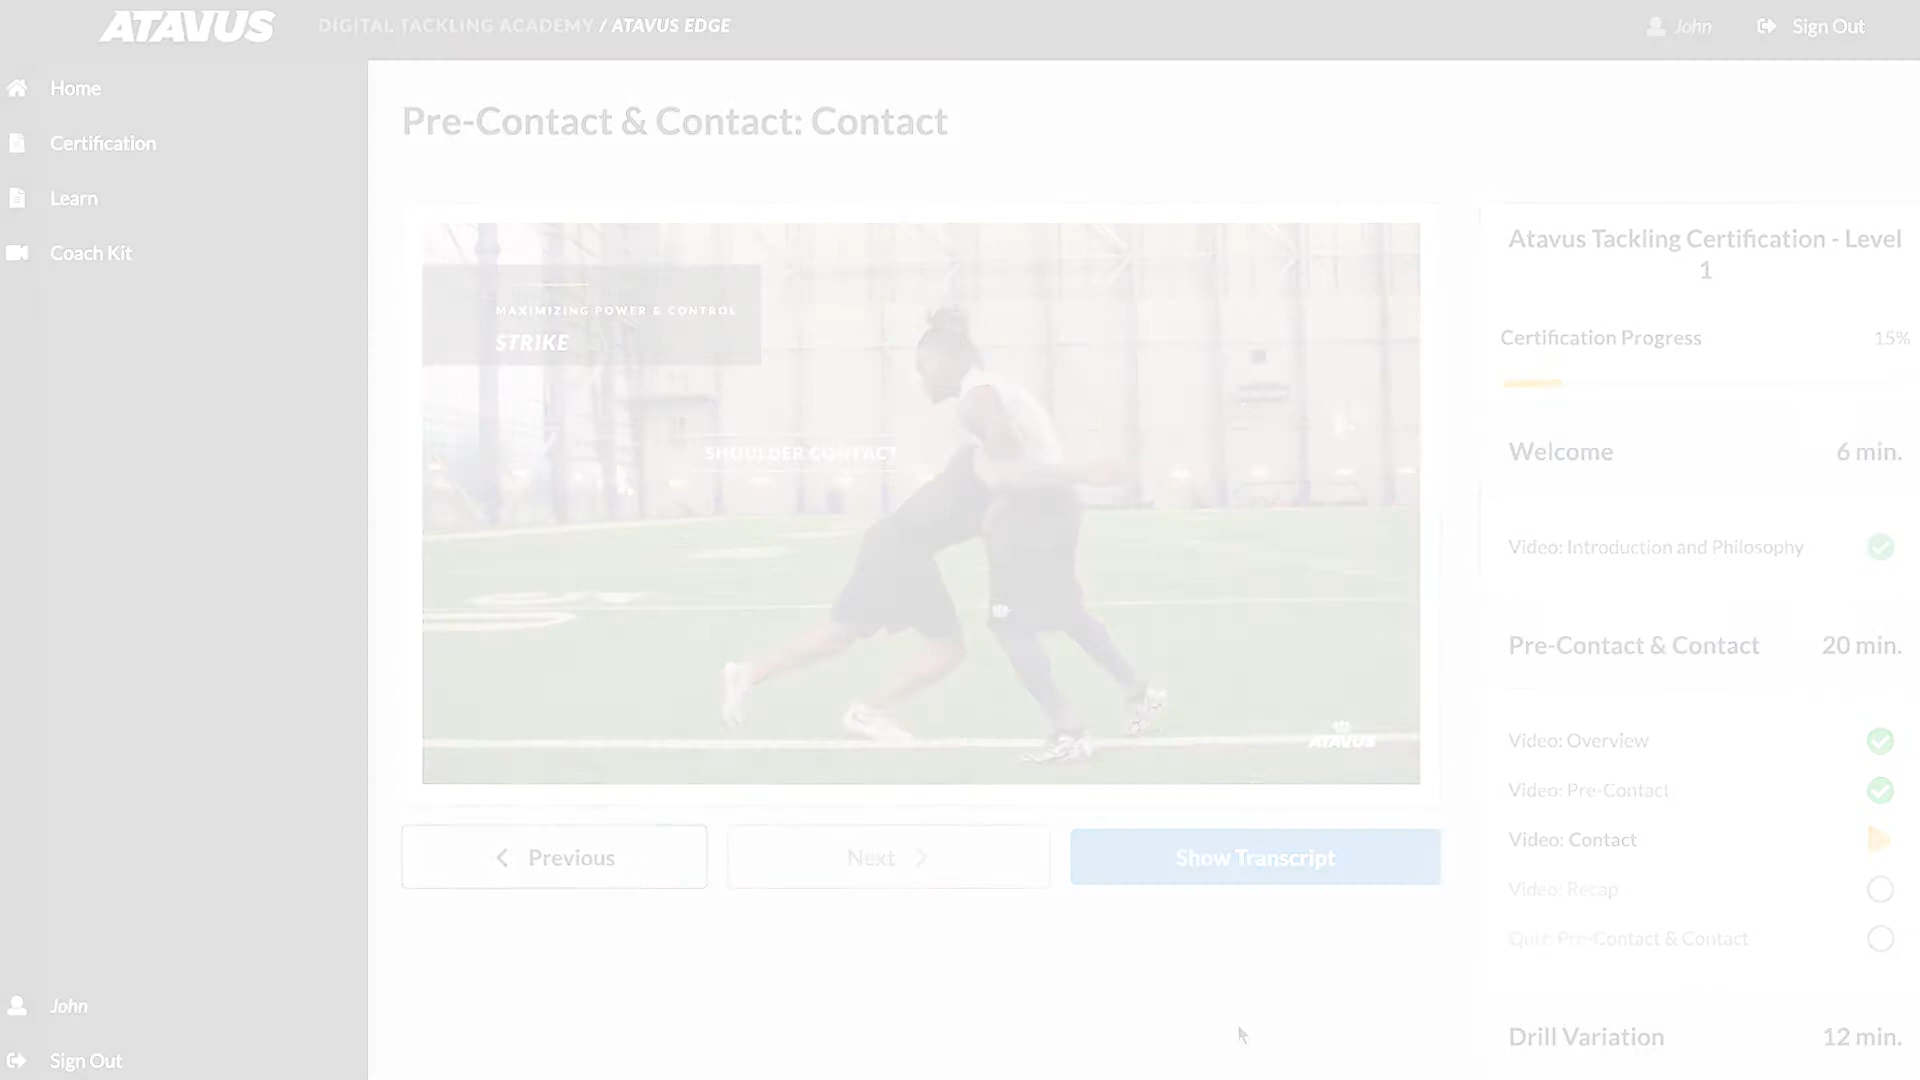 ATAVUS
DIGITAL TACKLING ACADEMY / ATAVUS EDGE
John
Sign Out
Home
Certification
Learn
Coach Kit
Pre-Contact & Contact: Contact
MAXIMIZING POWER & CONTROL
STRIKE
SHOULDER CONTACT
ATAVUS
Previous
Next
Show Transcript
Atavus Tackling Certification - Level
1
Certification Progress 15%
Welcome 6 min.
Video: Introduction and Philosophy
Pre-Contact & Contact 20 min.
Video: Overview
Video: Pre-Contact
Video: Contact
Video: Recap
Quiz: Pre-Contact & Contact
Drill Variation 12 min.
John
Sign Out